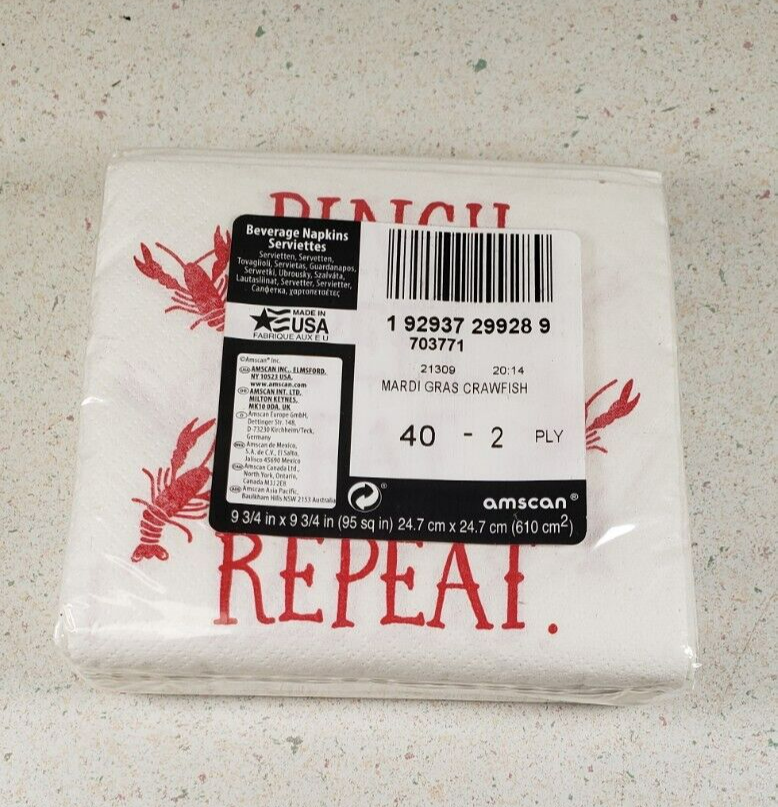 PINCH
Beverage Napkins
Serviettes
Servietten, Servetten,
Tovaglioli, Servietas, Guardanapos,
Serwetki, Ubrousky, Szalvéta,
Lautasliinat, Servetter, Servietter,
Салфетка, χαρτοπετσέτες
MADE IN
USA
FABRIQUE AUX E U
1 92937 29928 9
703771
21309 20:14
MARDI GRAS CRAWFISH
40 - 2 PLY
©Amscan® Inc.
AMSCAN INC., ELMSFORD,
NY 10523 USA.
www.amscan.com
AMSCAN INT. LTD,
MILTON KEYNES,
MK10 0DA, UK
Amscan Europe GmbH,
Dettinger Str. 148,
D-73230 Kirchheim/Teck,
Germany
Amscan de Mexico,
S.A. de C.V., El Salto,
Jalisco 45690 Mexico
Amscan Canada Ltd.,
North York, Ontario,
Canada
Amscan Asia Pacific,
Baulkham Hills NSW 2153 Australia
amscan®
9 3/4 in x 9 3/4 in (95 sq in) 24.7 cm x 24.7 cm (610 cm²)
REPEAT.